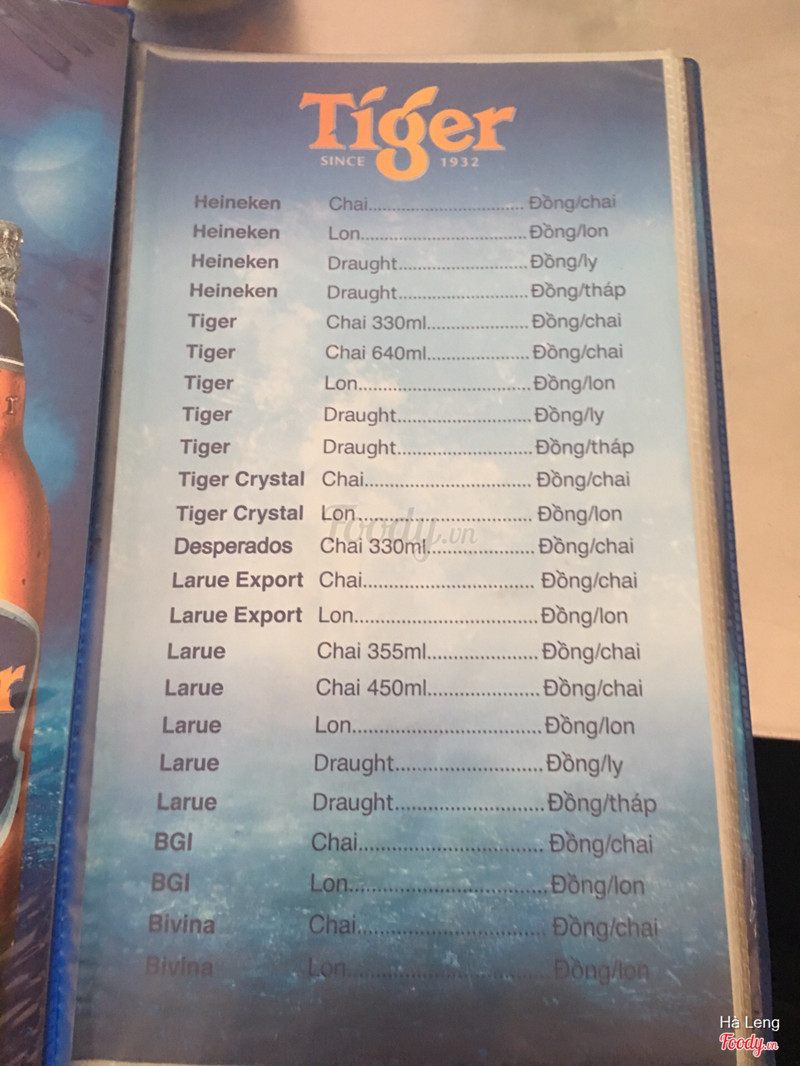 Tiger
SINCE 1932
Heineken Chai.................................. Đồng/chai
Heineken Lon....................................Đồng/lon
Heineken Draught............................Đồng/ly
Heineken Draught............................Đồng/tháp
Tiger Chai 330ml......................Đồng/chai
Tiger Chai 640ml......................Đồng/chai
Tiger Lon.....................................Đồng/lon
Tiger Draught.............................Đồng/ly
Tiger Draught.............................Đồng/tháp
Tiger Crystal Chai.................................... Đồng/chai
Tiger Crystal Lon...................................... Đồng/lon
Foody.vn
Desperados Chai 330ml.......................Đồng/chai
Larue Export Chai..................................... Đồng/chai
Larue Export Lon.......................................Đồng/lon
Larue Chai 355ml.......................Đồng/chai
Larue Chai 450ml.......................Đồng/chai
Larue Lon.......................................Đồng/lon
Larue Draught..............................Đồng/ly
Larue Draught..............................Đồng/tháp
BGI Chai..................................... Đồng/chai
BGI Lon.......................................Đồng/lon
Bivina Chai..................................... Đồng/chai
Bivina Lon.......................................Đồng/lon
r
Hà Leng
Foody.vn